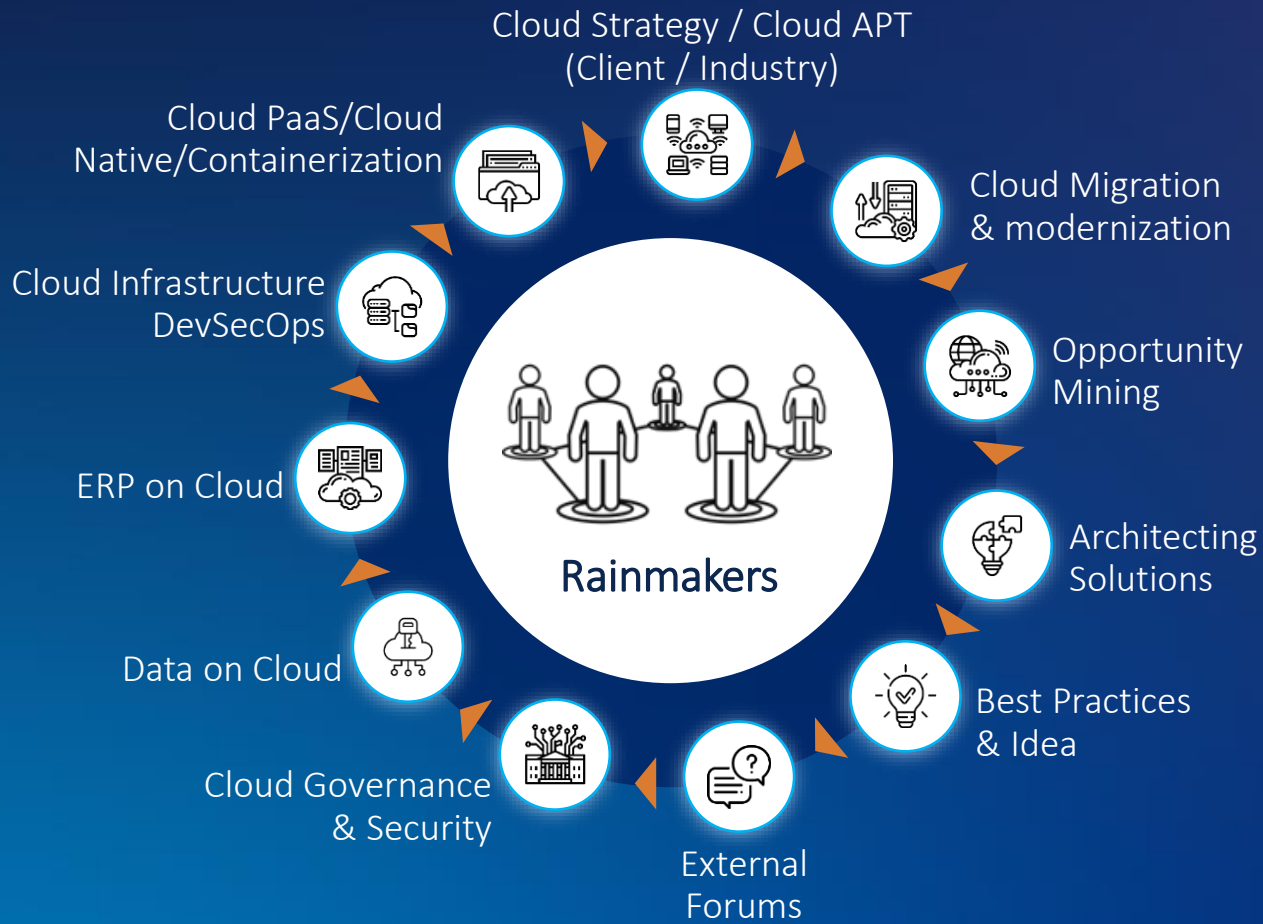 Cloud Strategy / Cloud APT
(Client / Industry)
Cloud PaaS/Cloud
Native/Containerization
Cloud Migration
& modernization
Cloud Infrastructure
DevSecOps
Opportunity
Mining
ERP on Cloud
Rainmakers
Architecting
Solutions
Data on Cloud
Best Practices
& Idea
Cloud Governance
& Security
External
Forums
?